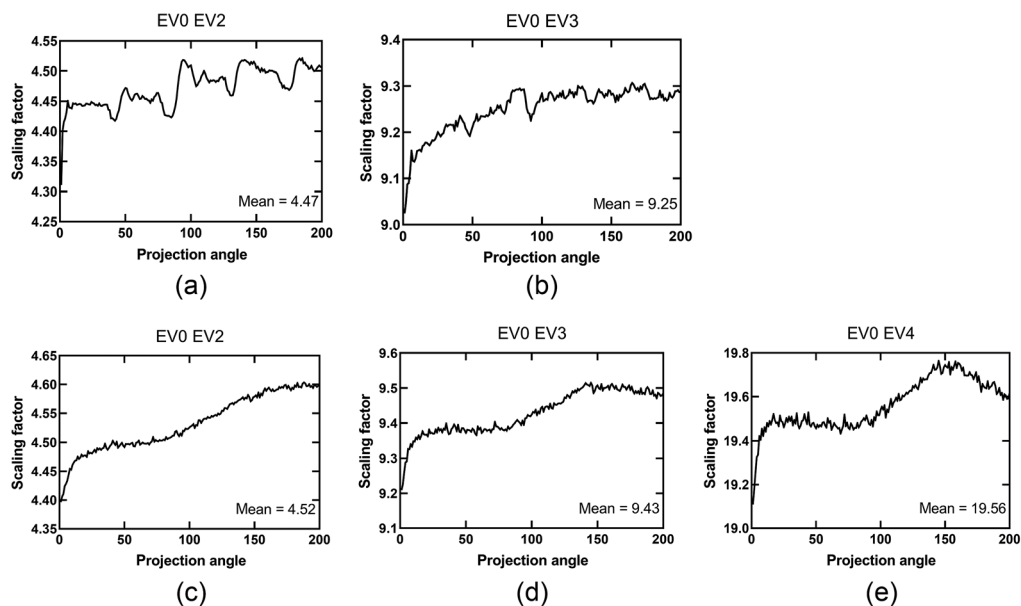 EV0 EV2
Scaling factor
4.55
4.50
4.45
4.40
4.35
4.30
4.25
Mean = 4.47
0 50 100 150 200
Projection angle
(a)
EV0 EV3
Scaling factor
9.4
9.3
9.2
9.1
9.0
Mean = 9.25
0 50 100 150 200
Projection angle
(b)
EV0 EV2
Scaling factor
4.65
4.60
4.55
4.50
4.45
4.40
4.35
Mean = 4.52
0 50 100 150 200
Projection angle
(c)
EV0 EV3
Scaling factor
9.6
9.5
9.4
9.3
9.2
9.1
Mean = 9.43
0 50 100 150 200
Projection angle
(d)
EV0 EV4
Scaling factor
19.8
19.6
19.4
19.2
19.0
Mean = 19.56
0 50 100 150 200
Projection angle
(e)